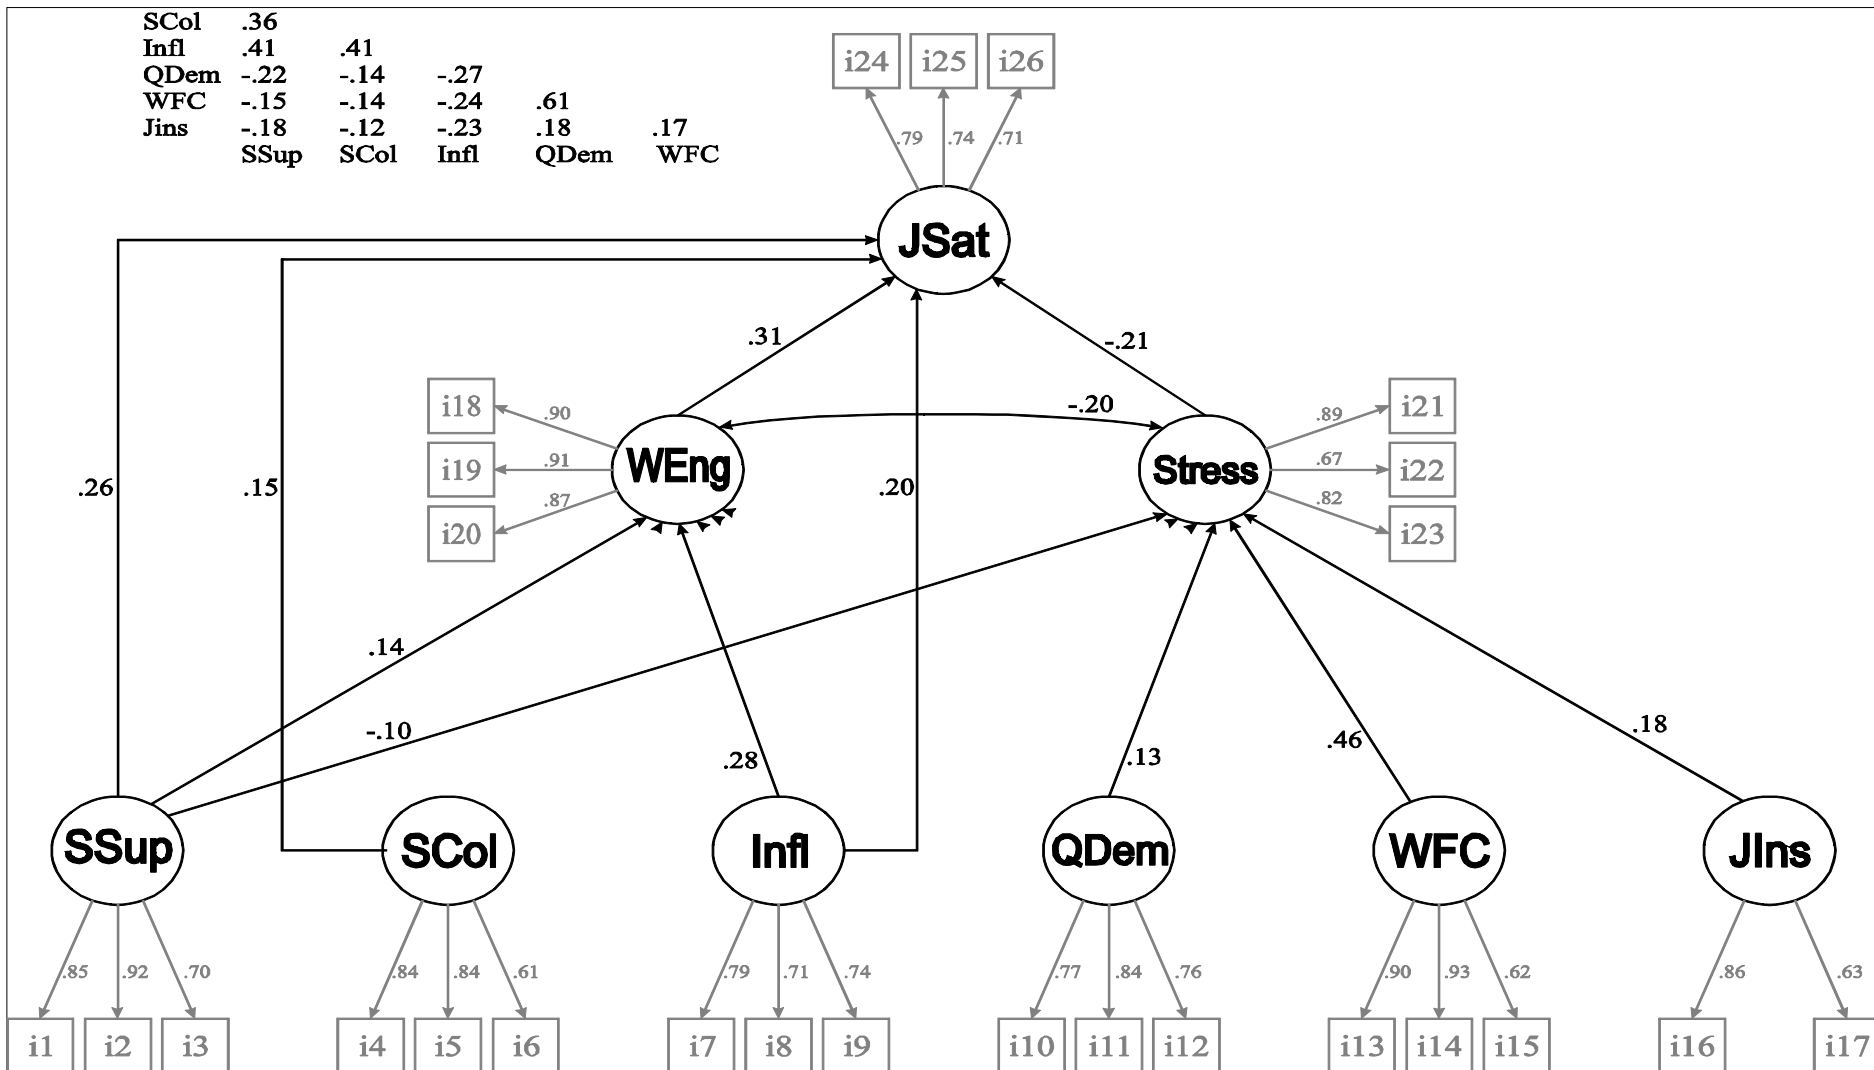 SCol .36
Infl .41 .41
QDem -.22 -.14 -.27
WFC -.15 -.14 -.24 .61
Jins -.18 -.12 -.23 .18 .17
SSup SCol Infl QDem WFC
i24 i25 i26
.79 .74 .71
JSat
.31 -.21
-.20
i18 .90 .89 i21
i19 .91 WEng Stress .67 i22
i20 .87 .82 i23
.26 .15 .20
.14
-.10 .28 .13 .46 .18
SSup SCol Infl QDem WFC JIns
.85 .92 .70 .84 .84 .61 .79 .71 .74 .77 .84 .76 .90 .93 .62 .86 .63
i1 i2 i3 i4 i5 i6 i7 i8 i9 i10 i11 i12 i13 i14 i15 i16 i17